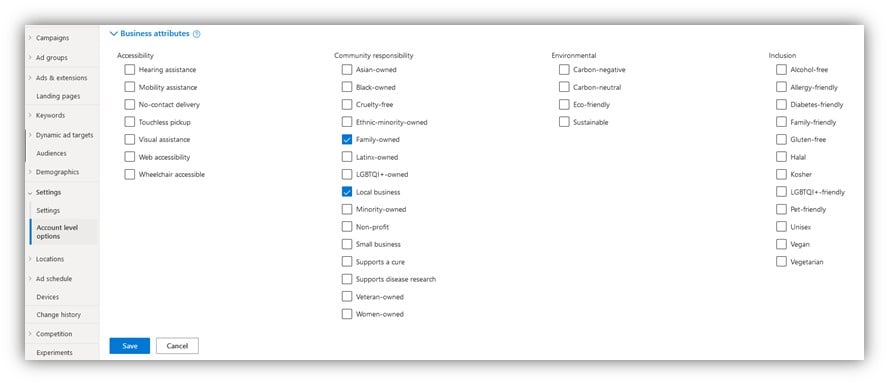 Campaigns
Ad groups
Ads & extensions
Landing pages
Keywords
Dynamic ad targets
Audiences
Demographics
Settings
Settings
Account level
options
Locations
Ad schedule
Devices
Change history
Competition
Experiments
Business attributes
Accessibility
Hearing assistance
Mobility assistance
No-contact delivery
Touchless pickup
Visual assistance
Web accessibility
Wheelchair accessible
Community responsibility
Asian-owned
Black-owned
Cruelty-free
Ethnic-minority-owned
Family-owned
Latinx-owned
LGBTQI+-owned
Local business
Minority-owned
Non-profit
Small business
Supports a cure
Supports disease research
Veteran-owned
Women-owned
Environmental
Carbon-negative
Carbon-neutral
Eco-friendly
Sustainable
Inclusion
Alcohol-free
Allergy-friendly
Diabetes-friendly
Family-friendly
Gluten-free
Halal
Kosher
LGBTQI+-friendly
Pet-friendly
Unisex
Vegan
Vegetarian
Save
Cancel